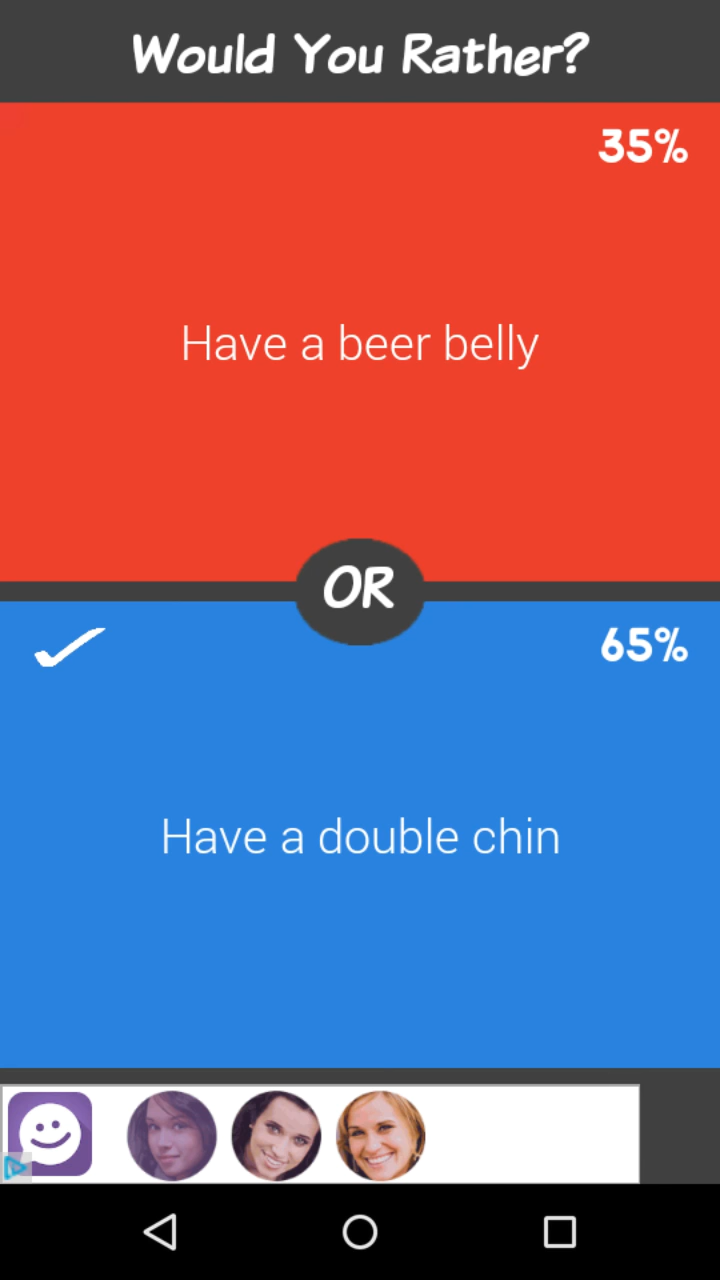 Would You Rather?
35%
Have a beer belly
OR
65%
Have a double chin